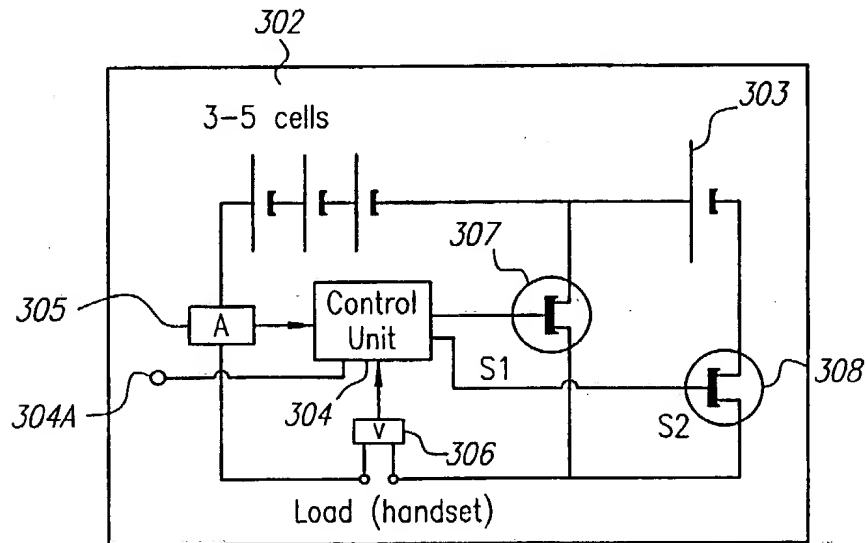 302
3-5 cells
303
307
305
A
Control
Unit
S1
308
304A
304
V
306
S2
Load (handset)